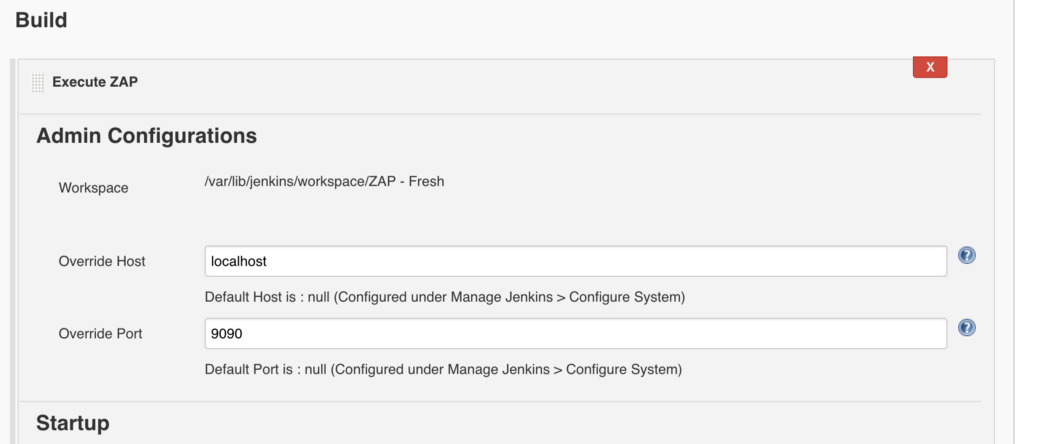 Build
Execute ZAP
X
Admin Configurations
Workspace
/var/lib/jenkins/workspace/ZAP - Fresh
Override Host
localhost
?
Default Host is : null (Configured under Manage Jenkins > Configure System)
Override Port
9090
?
Default Port is : null (Configured under Manage Jenkins > Configure System)
Startup